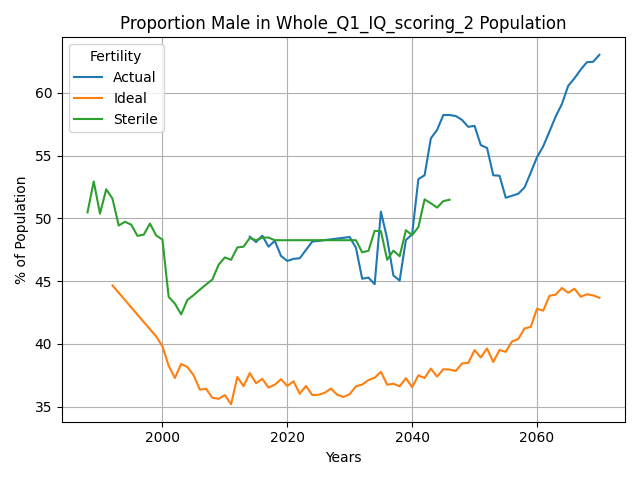 Proportion Male in Whole_Q1_IQ_scoring_2 Population
Fertility
Actual
Ideal
Sterile
% of Population
60
55
50
45
40
35
2000
2020
2040
2060
Years